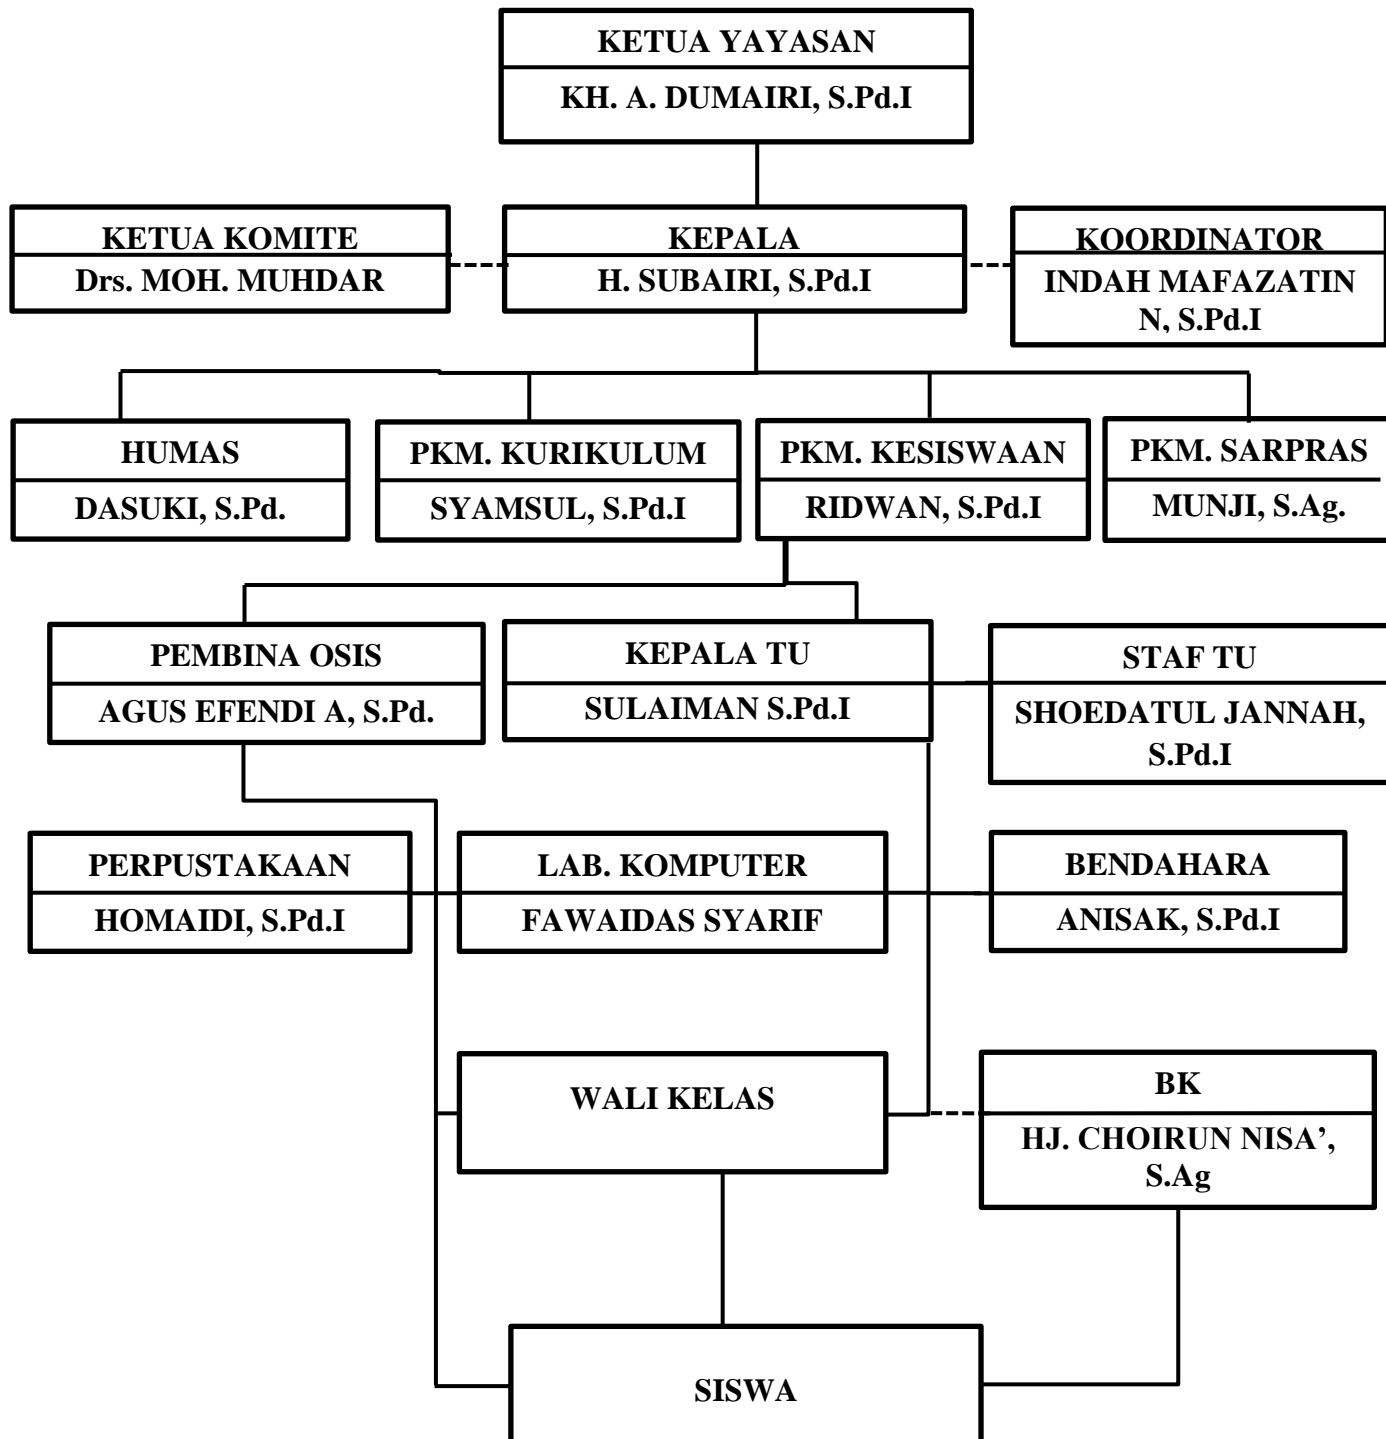 KETUA YAYASAN
KH. A. DUMAIRI, S.Pd.I
KETUA KOMITE
Drs. MOH. MUHDAR
KEPALA
H. SUBAIRI, S.Pd.I
KOORDINATOR
INDAH MAFAZATIN
N, S.Pd.I
HUMAS
DASUKI, S.Pd.
PKM. KURIKULUM
SYAMSUL, S.Pd.I
PKM. KESISWAAN
RIDWAN, S.Pd.I
PKM. SARPRAS
MUNJI, S.Ag.
PEMBINA OSIS
AGUS EFENDI A, S.Pd.
KEPALA TU
SULAIMAN S.Pd.I
STAF TU
SHOEDATUL JANNAH,
S.Pd.I
PERPUSTAKAAN
HOMAIDI, S.Pd.I
LAB. KOMPUTER
FAWAIDAS SYARIF
BENDAHARA
ANISAK, S.Pd.I
WALI KELAS
BK
HJ. CHOIRUN NISA’,
S.Ag
SISWA